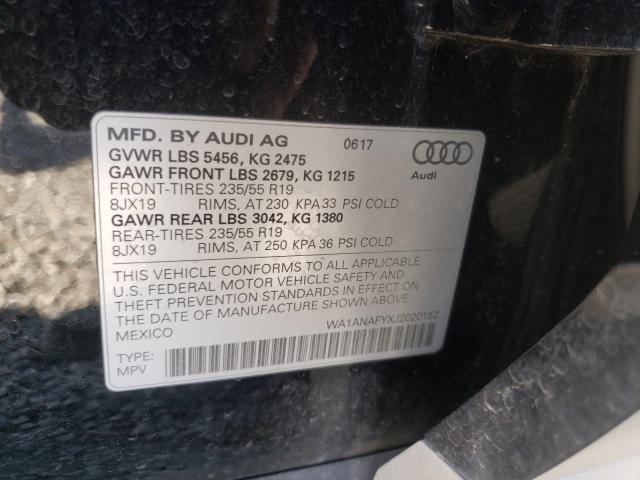 MFD. BY AUDI AG 0617
GVWR LBS 5456, KG 2475
GAWR FRONT LBS 2679, KG 1215
FRONT-TIRES 235/55 R19
8JX19 RIMS, AT 230 KPA 33 PSI COLD
GAWR REAR LBS 3042, KG 1380
REAR-TIRES 235/55 R19
8JX19 RIMS, AT 250 KPA 36 PSI COLD
Audi
THIS VEHICLE CONFORMS TO ALL APPLICABLE
U.S. FEDERAL MOTOR VEHICLE SAFETY AND
THEFT PREVENTION STANDARDS IN EFFECT ON
THE DATE OF MANUFACTURE SHOWN ABOVE.
MEXICO WA1ANAFYXJ2020152
TYPE:
MPV